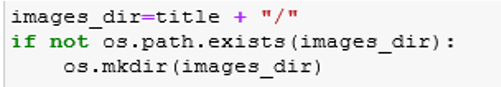 images_dir=title + "/"
if not os.path.exists(images_dir):
    os.mkdir(images_dir)